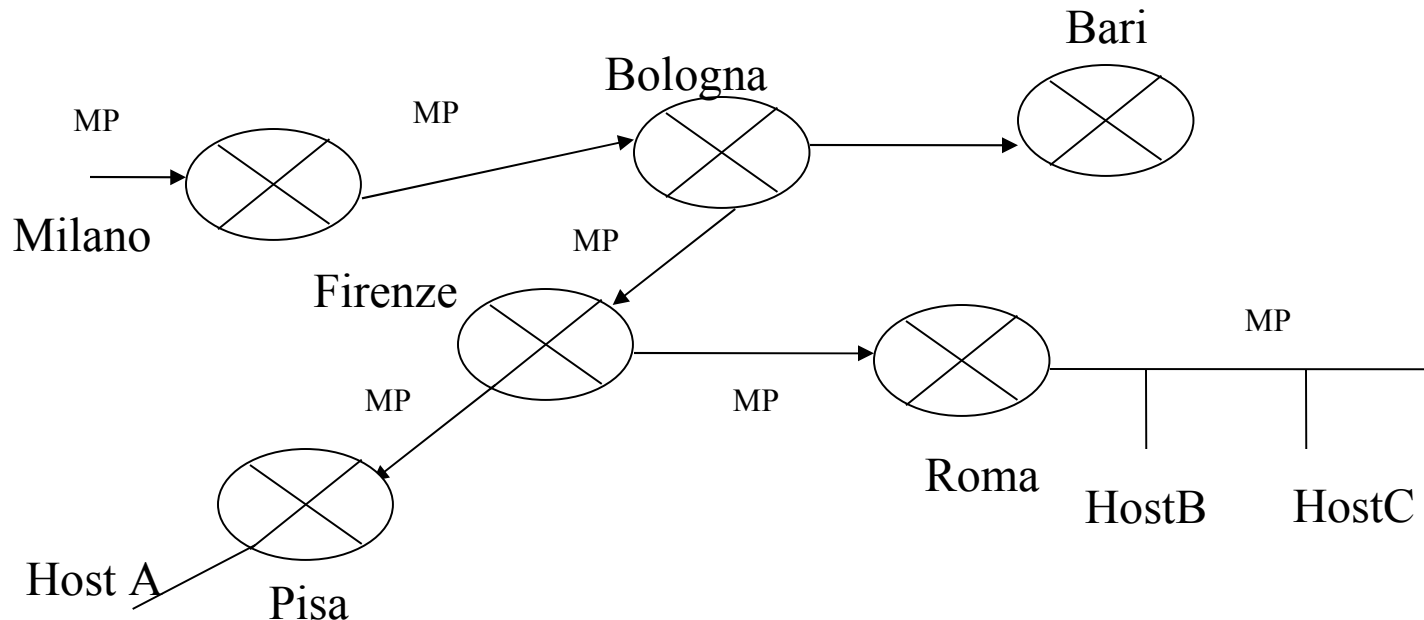 Bari
Bologna
MP
MP
Milano
MP
Firenze
MP
MP
MP
Roma
HostB
HostC
Host A
Pisa